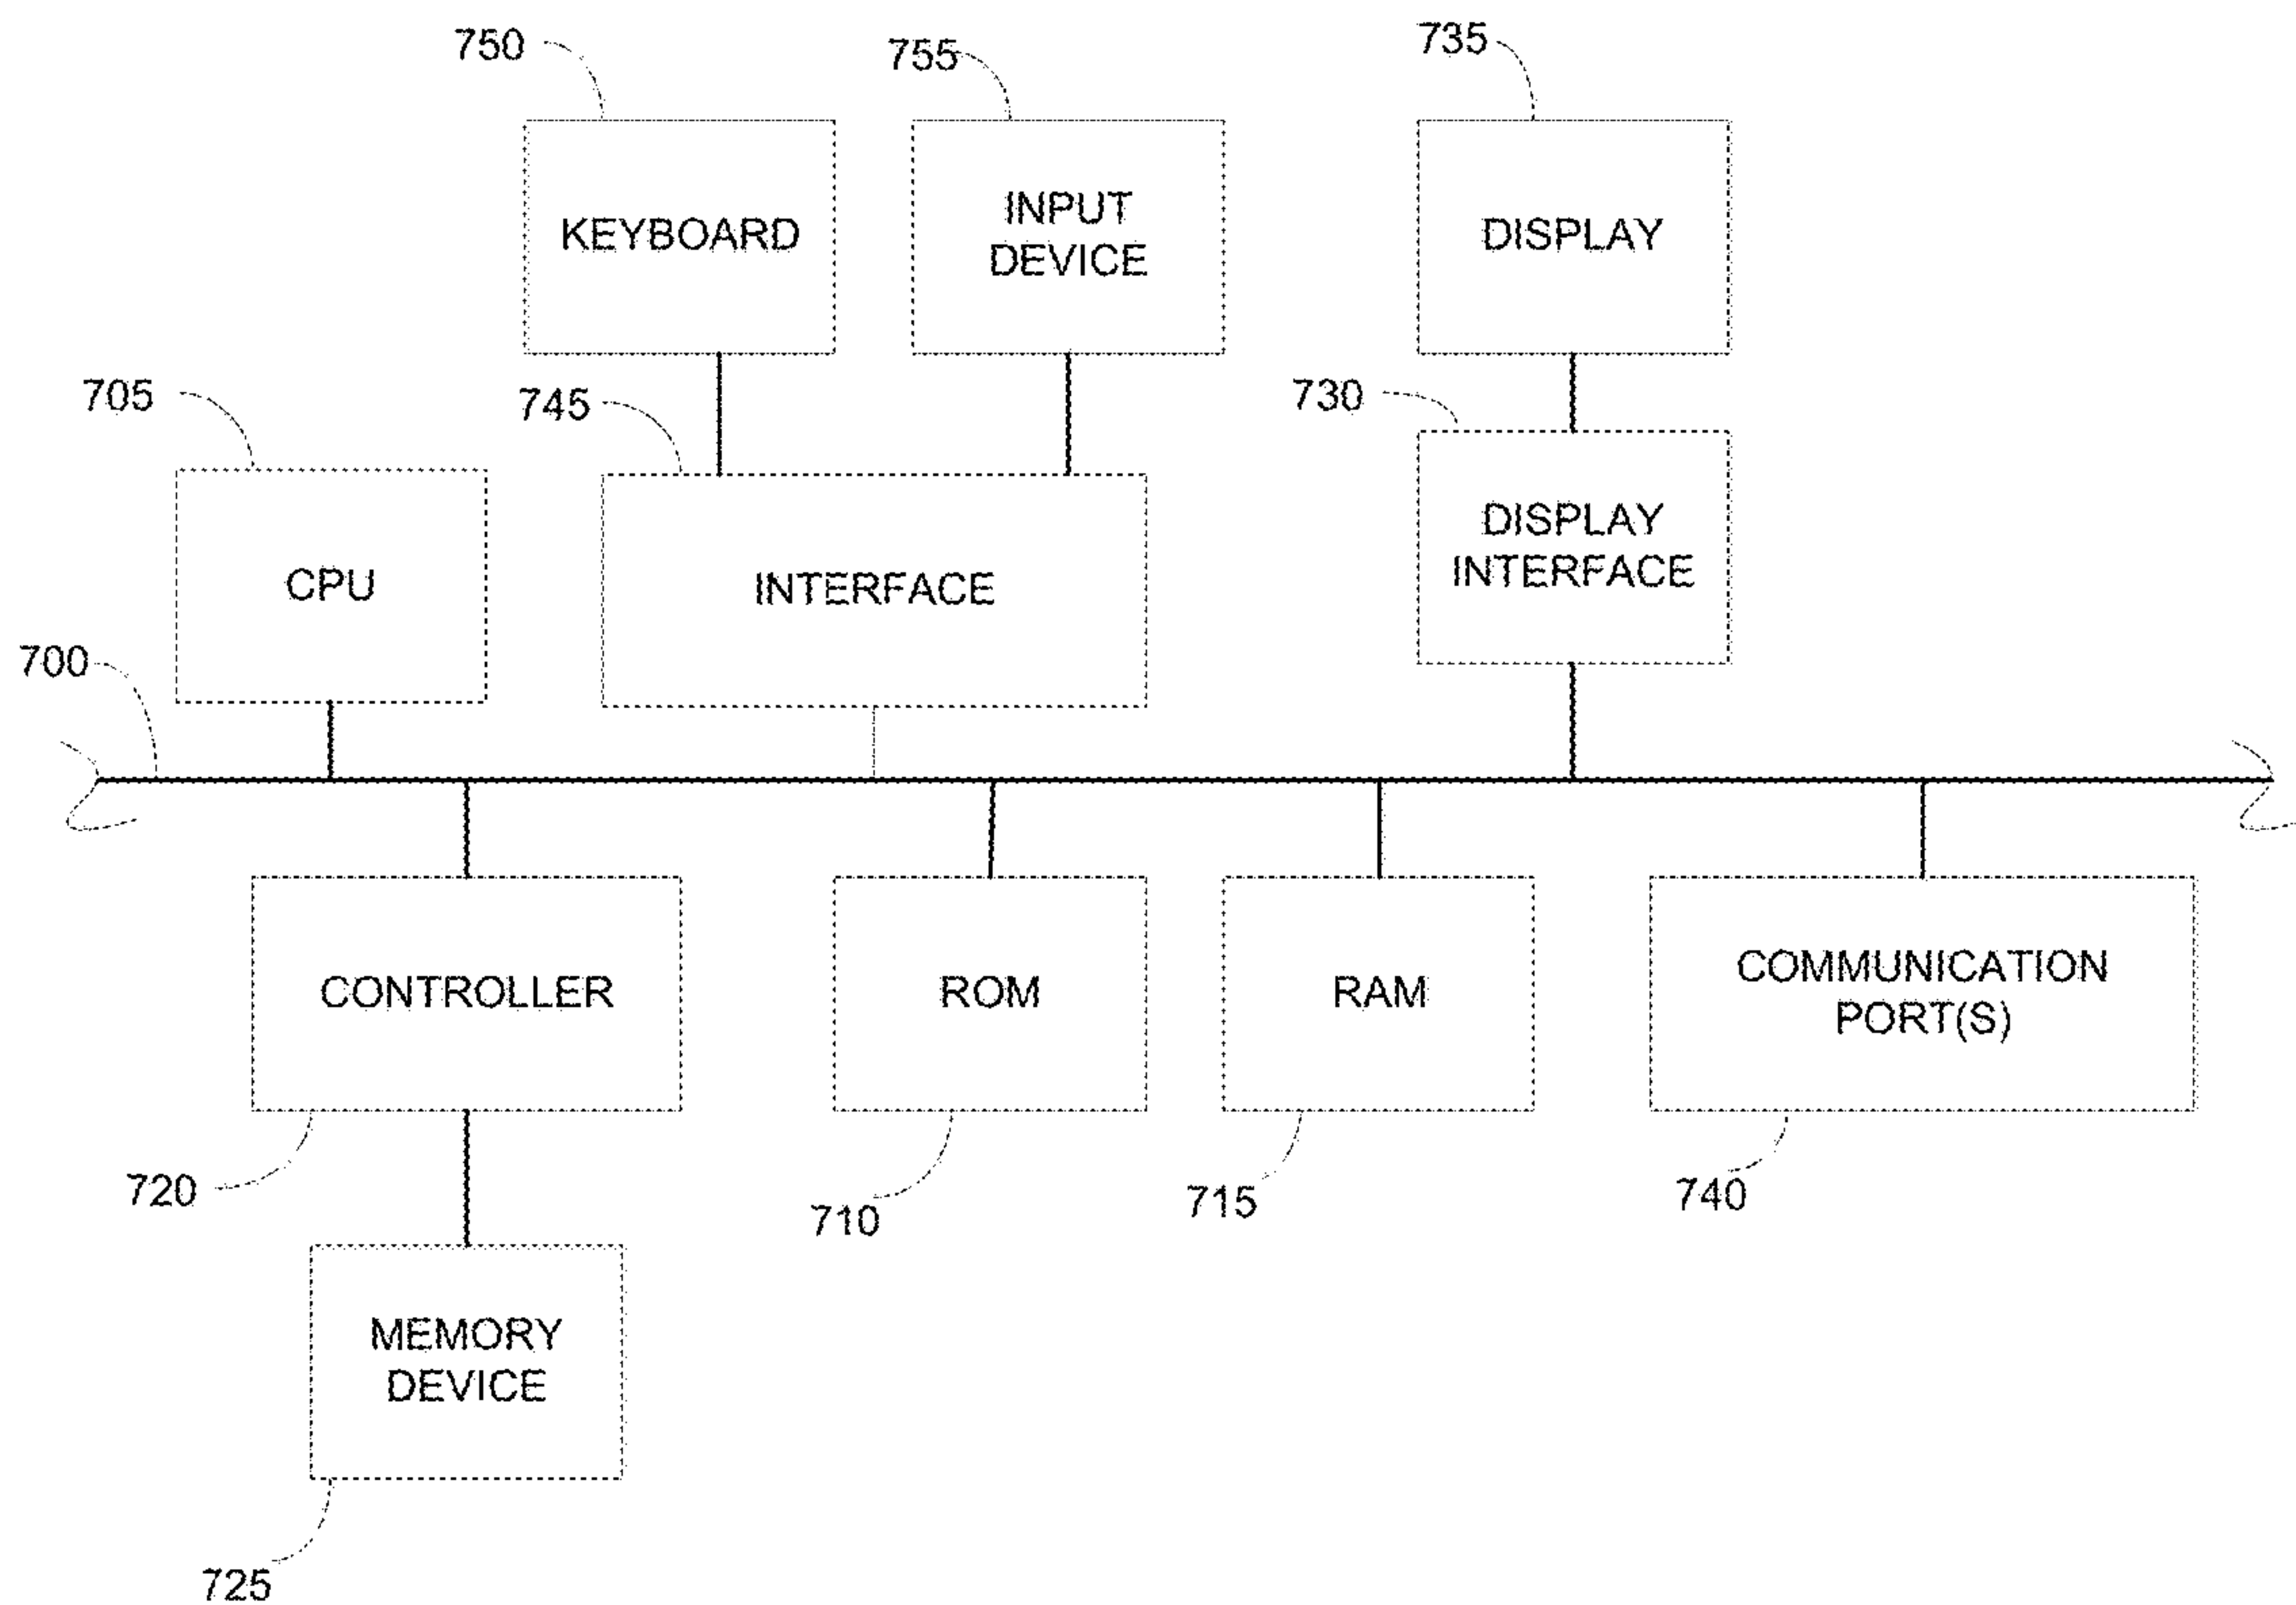 750
755
735
KEYBOARD
INPUT
DEVICE
DISPLAY
705
745
730
CPU
INTERFACE
DISPLAY
INTERFACE
700
CONTROLLER
ROM
RAM
COMMUNICATION
PORT(S)
720
710
715
740
MEMORY
DEVICE
725